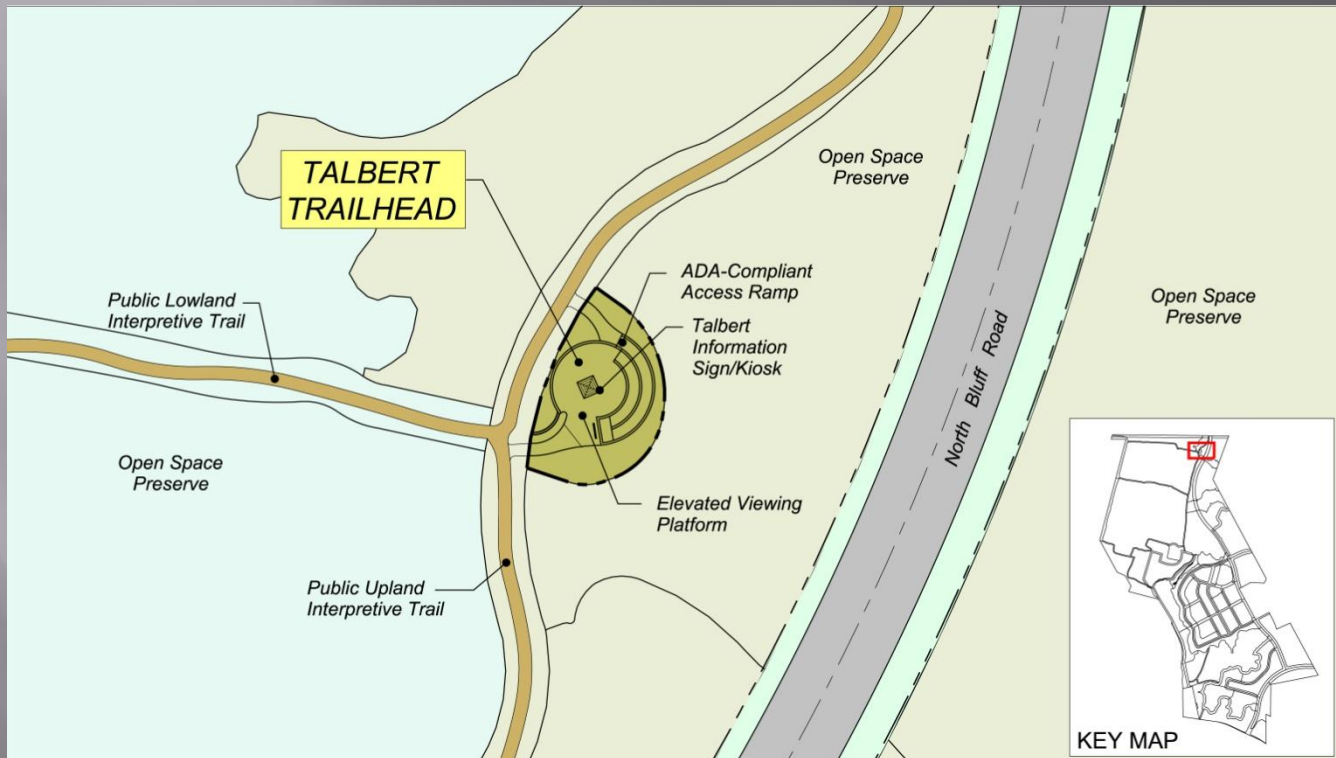 TALBERT
TRAILHEAD
Open Space
Preserve
ADA-Compliant
Access Ramp
Public Lowland
Interpretive Trail
Talbert
Information
Sign/Kiosk
Open Space
Preserve
North Bluff Road
Open Space
Preserve
Elevated Viewing
Platform
Public Upland
Interpretive Trail
KEY MAP